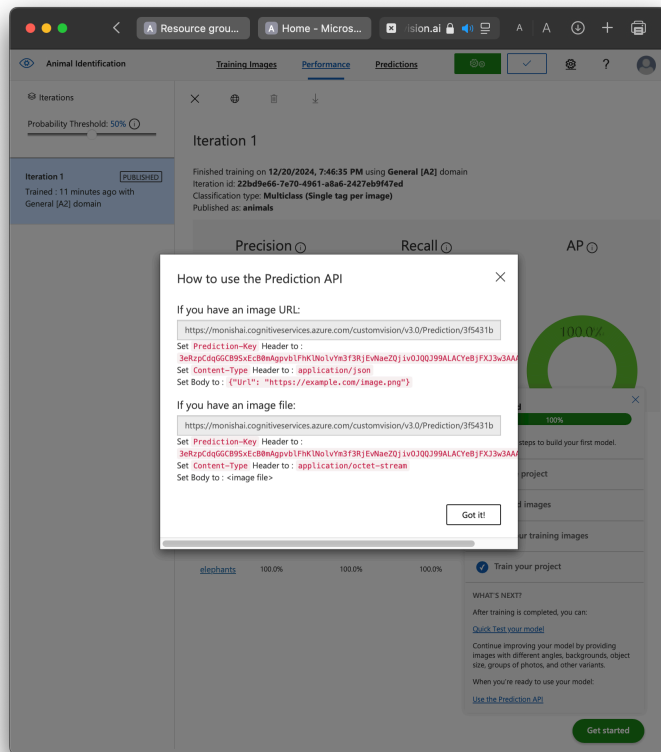 Resource grou...
Home - Micros...
ision.ai
A A
Animal Identification
Training Images
Performance
Predictions
?
Iterations
Probability Threshold: 50%
Iteration 1
PUBLISHED
Trained : 11 minutes ago with
General [A2] domain
Iteration 1
Finished training on 12/20/2024, 7:46:35 PM using General [A2] domain
Iteration id: 22bd9e66-7e70-4961-a8a6-2427eb9f47ed
Classification type: Multiclass (Single tag per image)
Published as: animals
Precision
Recall
AP
100.0%
How to use the Prediction API
If you have an image URL:
https://monishai.cognitiveservices.azure.com/customvision/v3.0/Prediction/3f5431b
Set Prediction-Key Header to :
3eRzpCdqGGCB9SxEcB0mAgpvblFhKlNolvYm3f3RjEvNaeZQjivOJQQJ99ALACYeBjFXJ3w3AAA
Set Content-Type Header to : application/json
Set Body to : {"Url": "https://example.com/image.png"}
If you have an image file:
https://monishai.cognitiveservices.azure.com/customvision/v3.0/Prediction/3f5431b
Set Prediction-Key Header to :
3eRzpCdqGGCB9SxEcB0mAgpvblFhKlNolvYm3f3RjEvNaeZQjivOJQQJ99ALACYeBjFXJ3w3AAA
Set Content-Type Header to : application/octet-stream
Set Body to : <image file>
Got it!
100%
steps to build your first model.
project
d images
ur training images
Train your project
elephants 100.0% 100.0% 100.0%
WHAT'S NEXT?
After training is completed, you can:
Quick Test your model
Continue improving your model by providing
images with different angles, backgrounds, object
size, groups of photos, and other variants.
When you're ready to use your model:
Use the Prediction API
Get started